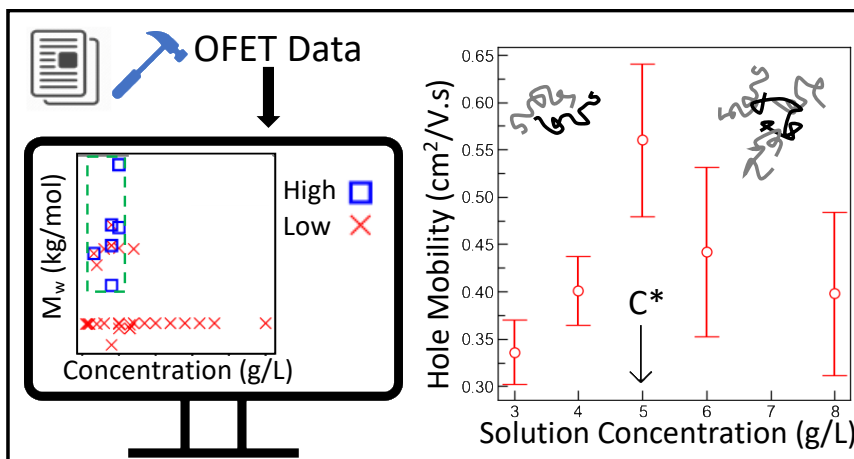 OFET Data
High
Low
M_w (kg/mol)
Concentration (g/L)
Hole Mobility (cm²/V.s)
0.65
0.60
0.55
0.50
0.45
0.40
0.35
0.30
C*
3 4 5 6 7 8
Solution Concentration (g/L)